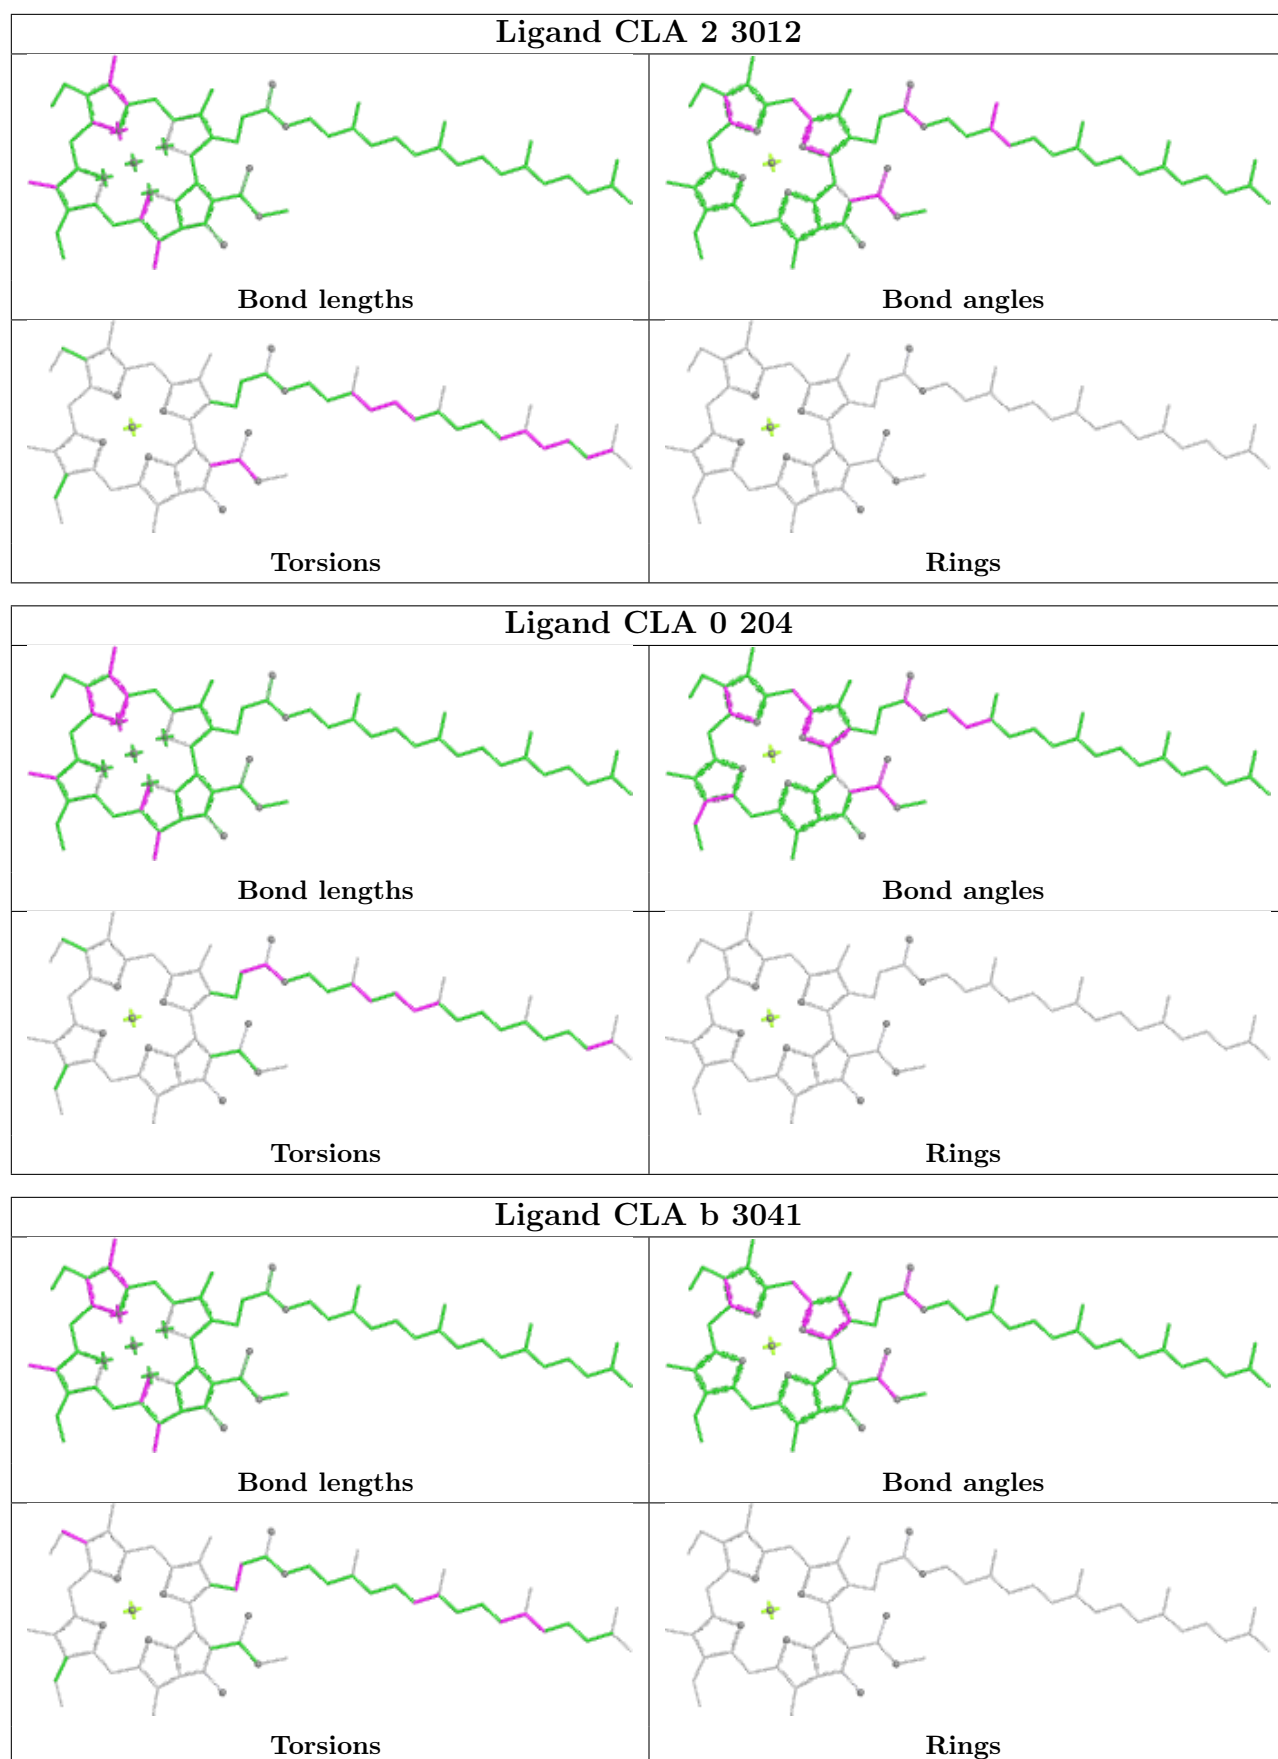 Ligand CLA 2 3012
Bond lengths
Bond angles
Torsions
Rings
Ligand CLA 0 204
Bond lengths
Bond angles
Torsions
Rings
Ligand CLA b 3041
Bond lengths
Bond angles
Torsions
Rings